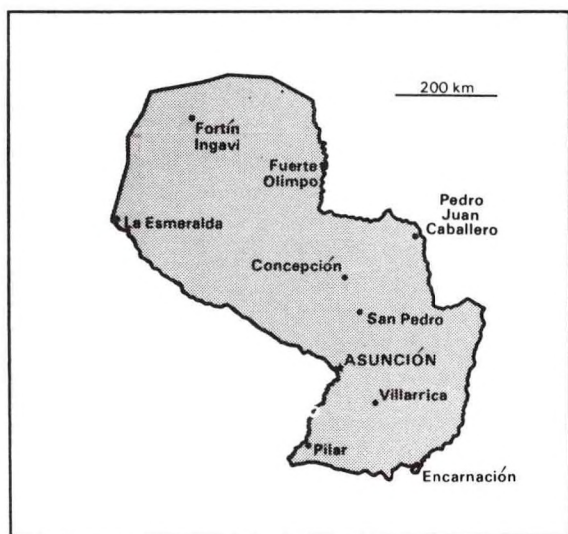 200 km
Fortín
Ingavi
Fuerte
Olimpo
Pedro
Juan
Caballero
La Esmeralda
Concepción
San Pedro
ASUNCIÓN
Villarrica
Pilar
Encarnación